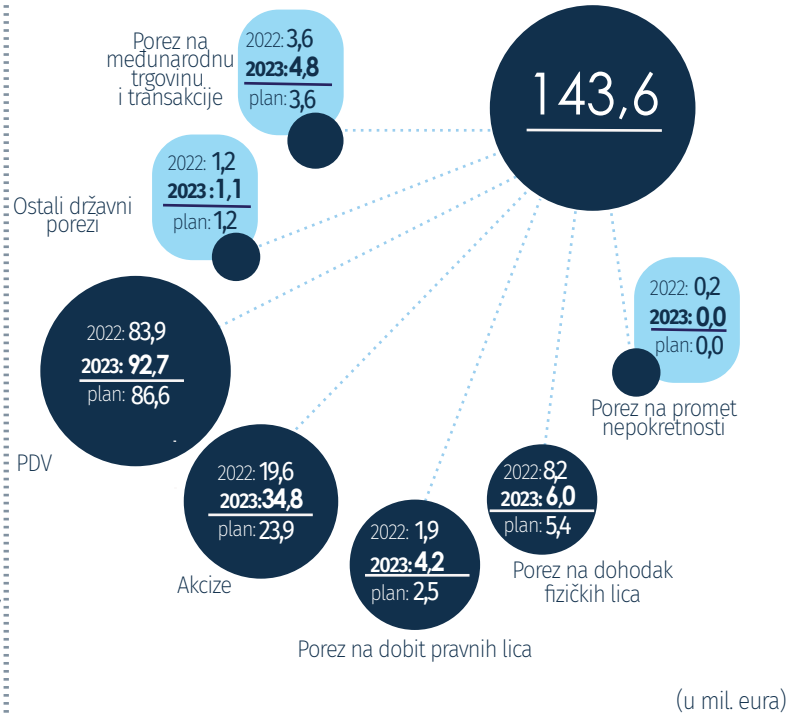 143,6
Porez na
međunarodnu
trgovinu
i transakcije
2022: 3,6
2023: 4,8
plan: 3,6
Ostali državni
porezi
2022: 1,2
2023: 1,1
plan: 1,2
2022: 83,9
2023: 92,7
plan: 86,6
PDV
2022: 19,6
2023: 34,8
plan: 23,9
Akcize
2022: 1,9
2023: 4,2
plan: 2,5
Porez na dobit pravnih lica
2022: 8,2
2023: 6,0
plan: 5,4
Porez na dohodak
fizičkih lica
2022: 0,2
2023: 0,0
plan: 0,0
Porez na promet
nepokretnosti
(u mil. eura)